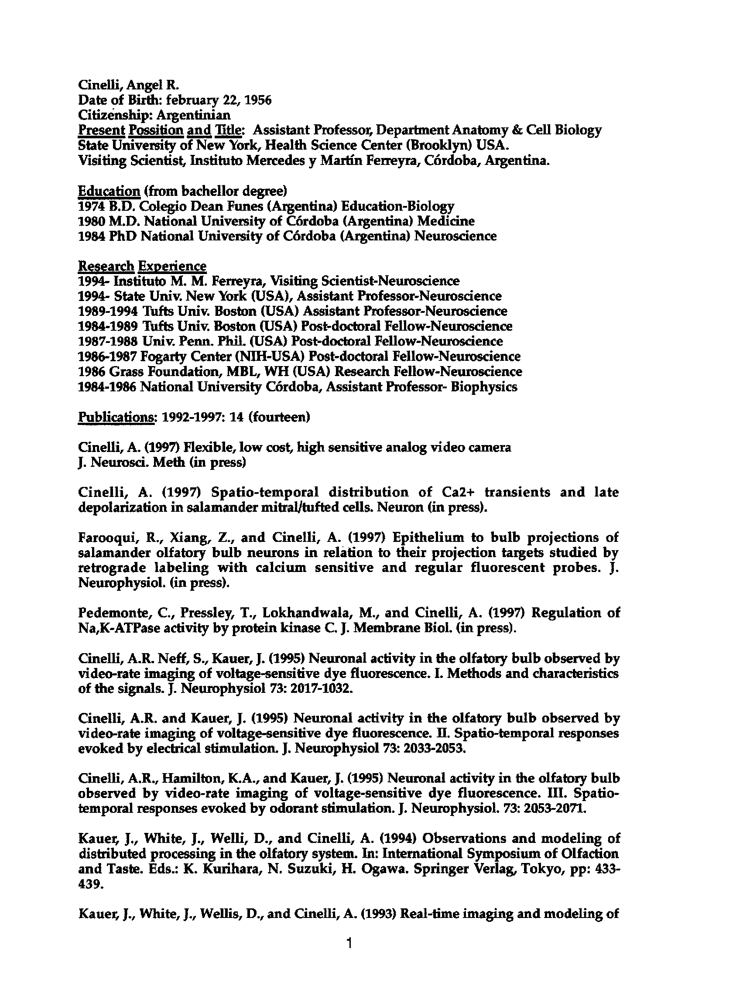 Cinelli, Angel R.
Date of Birth: february 22, 1956
Citizenship: Argentinian
Present Possition and Title: Assistant Professor, Department Anatomy & Cell Biology
State University of New York, Health Science Center (Brooklyn) USA.
Visiting Scientist, Instituto Mercedes y Martín Ferreyra, Córdoba, Argentina.
Education (from bachellor degree)
1974 B.D. Colegio Dean Funes (Argentina) Education-Biology
1980 M.D. National University of Córdoba (Argentina) Medicine
1984 PhD National University of Córdoba (Argentina) Neuroscience
Research Experience
1994- Instituto M. M. Ferreyra, Visiting Scientist-Neuroscience
1994- State Univ. New York (USA), Assistant Professor-Neuroscience
1989-1994 Tufts Univ. Boston (USA) Assistant Professor-Neuroscience
1984-1989 Tufts Univ. Boston (USA) Post-doctoral Fellow-Neuroscience
1987-1988 Univ. Penn. Phil. (USA) Post-doctoral Fellow-Neuroscience
1986-1987 Fogarty Center (NIH-USA) Post-doctoral Fellow-Neuroscience
1986 Grass Foundation, MBL, WH (USA) Research Fellow-Neuroscience
1984-1986 National University Córdoba, Assistant Professor- Biophysics
Publications: 1992-1997: 14 (fourteen)
Cinelli, A. (1997) Flexible, low cost, high sensitive analog video camera
J. Neurosci. Meth (in press)
Cinelli, A. (1997) Spatio-temporal distribution of Ca2+ transients and late
depolarization in salamander mitral/tufted cells. Neuron (in press).
Farooqui, R., Xiang, Z., and Cinelli, A. (1997) Epithelium to bulb projections of
salamander olfatory bulb neurons in relation to their projection targets studied by
retrograde labeling with calcium sensitive and regular fluorescent probes. J.
Neurophysiol. (in press).
Pedemonte, C., Pressley, T., Lokhandwala, M., and Cinelli, A. (1997) Regulation of
Na,K-ATPase activity by protein kinase C. J. Membrane Biol. (in press).
Cinelli, A.R. Neff, S., Kauer, J. (1995) Neuronal activity in the olfatory bulb observed by
video-rate imaging of voltage-sensitive dye fluorescence. I. Methods and characteristics
of the signals. J. Neurophysiol 73: 2017-1032.
Cinelli, A.R. and Kauer, J. (1995) Neuronal activity in the olfatory bulb observed by
video-rate imaging of voltage-sensitive dye fluorescence. II. Spatio-temporal responses
evoked by electrical stimulation. J. Neurophysiol 73: 2033-2053.
Cinelli, A.R., Hamilton, K.A., and Kauer, J. (1995) Neuronal activity in the olfatory bulb
observed by video-rate imaging of voltage-sensitive dye fluorescence. III. Spatio-
temporal responses evoked by odorant stimulation. J. Neurophysiol. 73: 2053-2071.
Kauer, J., White, J., Welli, D., and Cinelli, A. (1994) Observations and modeling of
distributed processing in the olfatory system. In: International Symposium of Olfaction
and Taste. Eds.: K. Kurihara, N. Suzuki, H. Ogawa. Springer Verlag, Tokyo, pp: 433-
439.
Kauer, J., White, J., Wellis, D., and Cinelli, A. (1993) Real-time imaging and modeling of
1